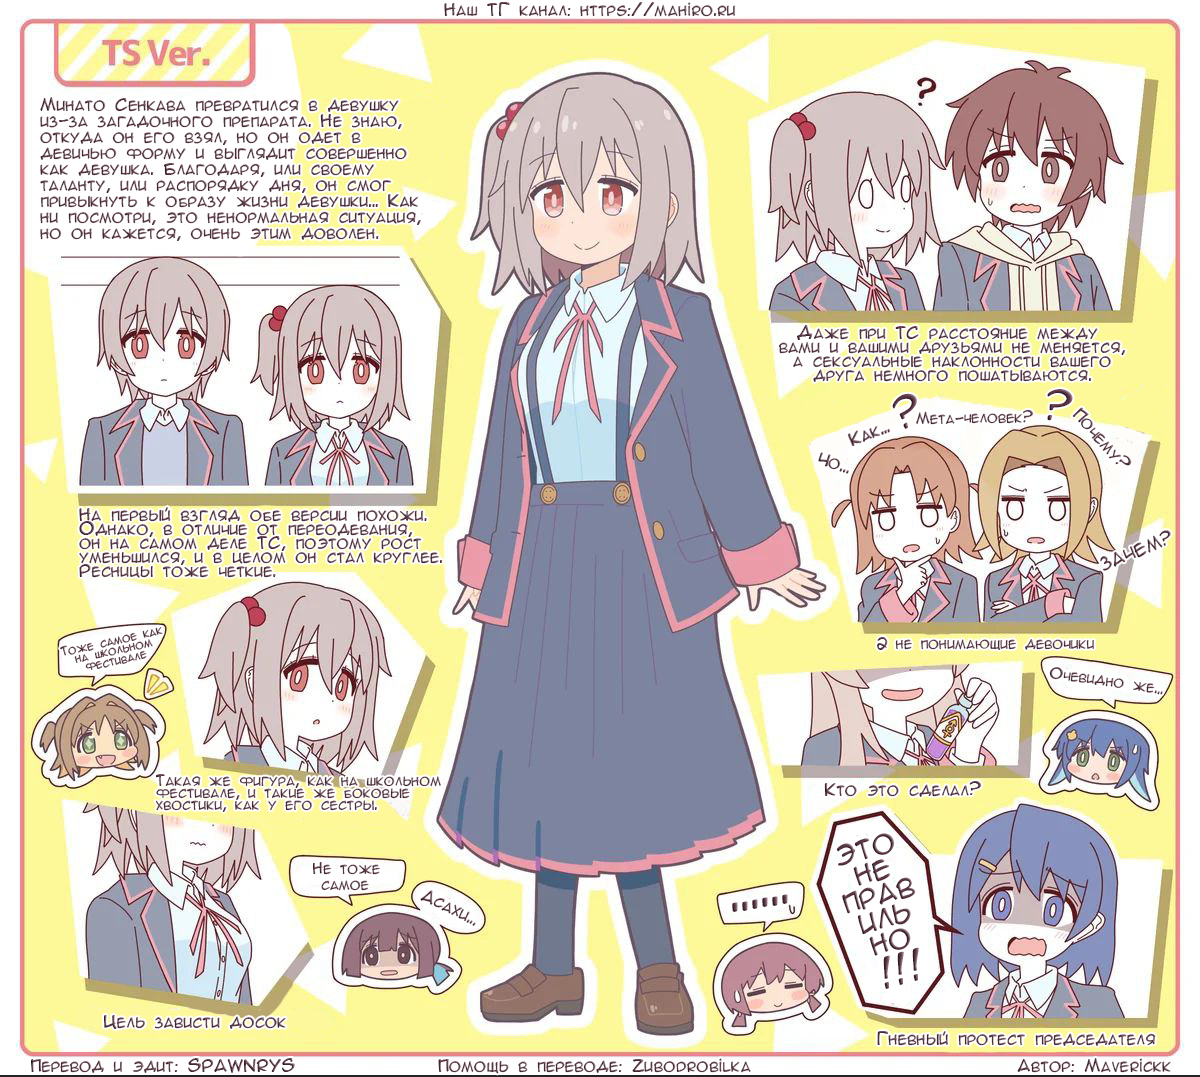 Наш ТГ канал: https://mahiro.ru
TS Ver.
Минато Сенкава превратился в девушку
из-за загадочного препарата. Не знаю,
откуда он его взял, но он одет в
девичью форму и выглядит совершенно
как девушка. Благодаря, или своему
таланту, или распорядку дня, он смог
привыкнуть к образу жизни девушки... Как
ни посмотри, это ненормальная ситуация,
но он кажется, очень этим доволен.
На первый взгляд обе версии похожи.
Однако, в отличие от переодевания,
он на самом деле ТС, поэтому рост
уменьшился, и в целом он стал круглее.
Ресницы тоже четкие.
Тоже самое как
на школьном
фестивале
Такая же фигура, как на школьном
фестивале, и такие же боковые
хвостики, как у его сестры.
Не тоже
самое
Асахи...
Цель зависти досок
?
Даже при ТС расстояние между
вами и вашими друзьями не меняется,
а сексуальные наклонности вашего
друга немного пошатываются.
Чо...
Как...
?
Мета-человек?
?
Почему?
Зачем?
2 не понимающие девочики
Очевидно же...
Кто это сделал?
Это
не
прав
иль
но
!!!
Гневный протест председателя
Перевод и эдит: SPAWNRYS
Помощь в переводе: Zubodrobilka
Автор: Maverickk